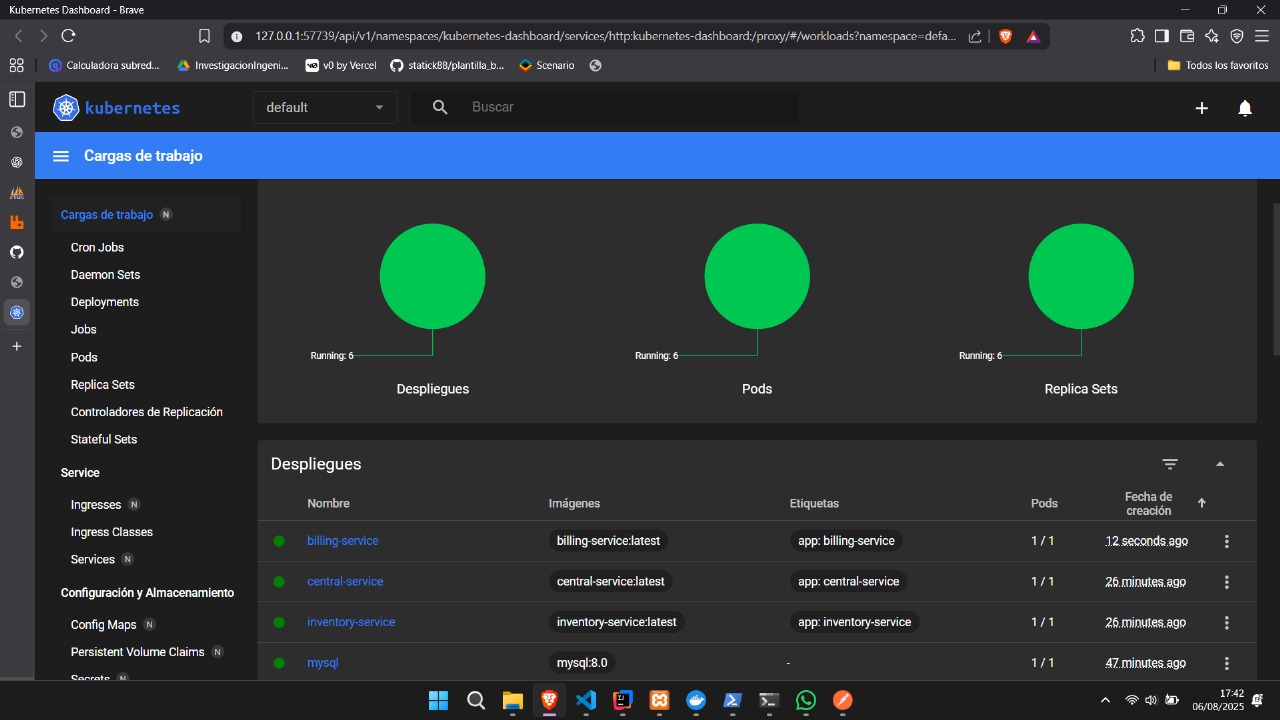 Kubernetes Dashboard - Brave
127.0.0.1:57739/api/v1/namespaces/kubernetes-dashboard/services/http:kubernetes-dashboard:/proxy/#/workloads?namespace=defa...
Calculadora subred... InvestigacionIngeni... v0 by Vercel statick88/plantilla_b... Scenario Todos los favoritos
kubernetes default Buscar
Cargas de trabajo
Cargas de trabajo N
Cron Jobs
Daemon Sets
Deployments
Jobs
Pods
Replica Sets
Controladores de Replicación
Stateful Sets
Service
Ingresses N
Ingress Classes
Services N
Configuración y Almacenamiento
Config Maps N
Persistent Volume Claims N
Secrets N
Running: 6 Running: 6 Running: 6
Despliegues Pods Replica Sets
Despliegues
Nombre Imágenes Etiquetas Pods Fecha de creación
billing-service billing-service:latest app: billing-service 1 / 1 12 seconds ago
central-service central-service:latest app: central-service 1 / 1 26 minutes ago
inventory-service inventory-service:latest app: inventory-service 1 / 1 26 minutes ago
mysql mysql:8.0 - 1 / 1 47 minutes ago
17:42
06/08/2025